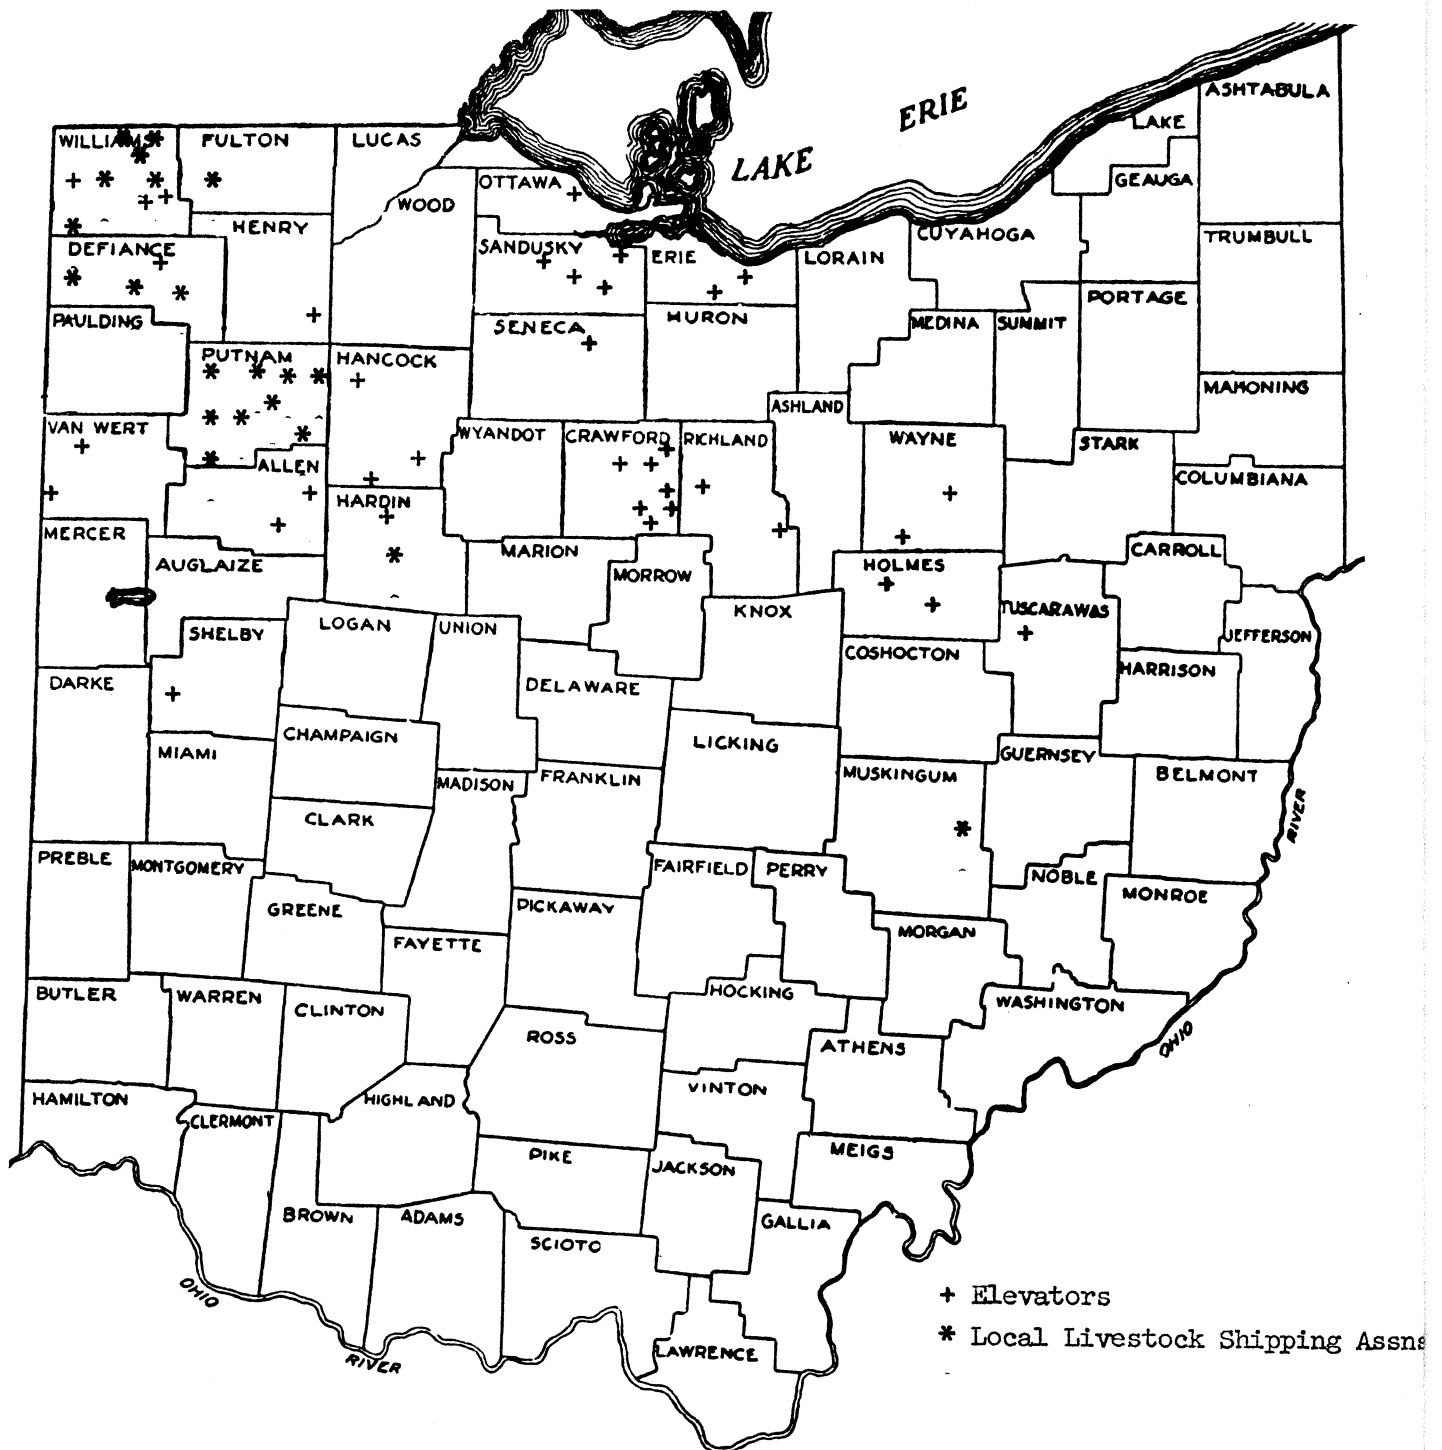 ERIE
LAKE
ASHTABULA
LAKE
GEAUGA
WILLIAMS
FULTON
LUCAS
OTTAWA
WOOD
HENRY
DEFIANCE
SANDUSKY
ERIE
LORAIN
CUYAHOGA
TRUMBULL
PAULDING
SENECA
HURON
MEDINA
SUMMIT
PORTAGE
PUTNAM
HANCOCK
ASHLAND
MAHONING
VAN WERT
WYANDOT
CRAWFORD
RICHLAND
WAYNE
STARK
ALLEN
COLUMBIANA
HARDIN
MERCER
AUGLAIZE
MARION
MORROW
HOLMES
CARROLL
SHELBY
LOGAN
UNION
KNOX
TUSCARAWAS
JEFFERSON
COSHOCTON
HARRISON
DARKE
DELAWARE
CHAMPAIGN
LICKING
MIAMI
GUERNSEY
MADISON
FRANKLIN
MUSKINGUM
BELMONT
CLARK
RIVER
PREBLE
MONTGOMERY
FAIRFIELD
PERRY
NOBLE
MONROE
GREENE
PICKAWAY
FAYETTE
MORGAN
BUTLER
WARREN
CLINTON
HOCKING
WASHINGTON
ROSS
ATHENS
OHIO
HAMILTON
CLERMONT
HIGHLAND
VINTON
PIKE
JACKSON
MEIGS
BROWN
ADAMS
SCIOTO
GALLIA
OHIO
RIVER
LAWRENCE
+ Elevators
* Local Livestock Shipping Assns